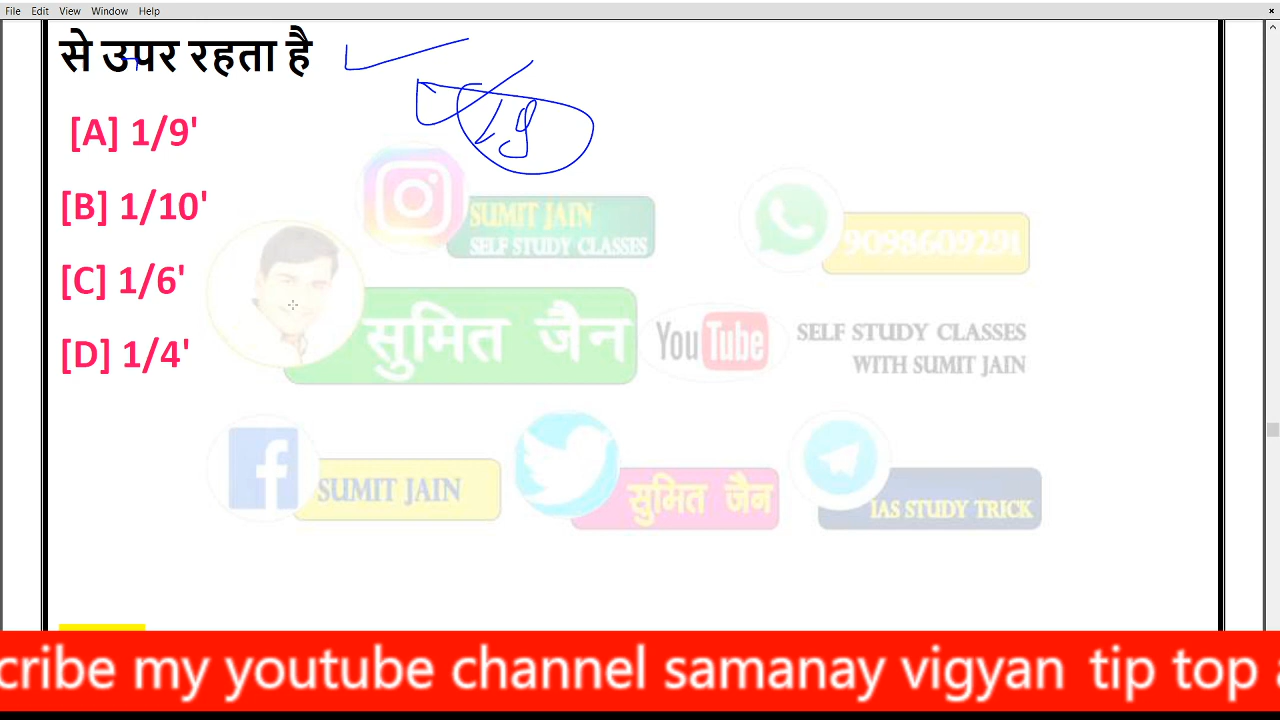 File Edit View Window Help
से उपर रहता है
[A] 1/9'
[B] 1/10'
[C] 1/6'
[D] 1/4'
SUMIT JAIN
SELF STUDY CLASSES
9098609291
सुमित जैन
YouTube
SELF STUDY CLASSES
WITH SUMIT JAIN
SUMIT JAIN
सुमित जैन
IAS STUDY TRICK
cribe my youtube channel samanay vigyan tip top